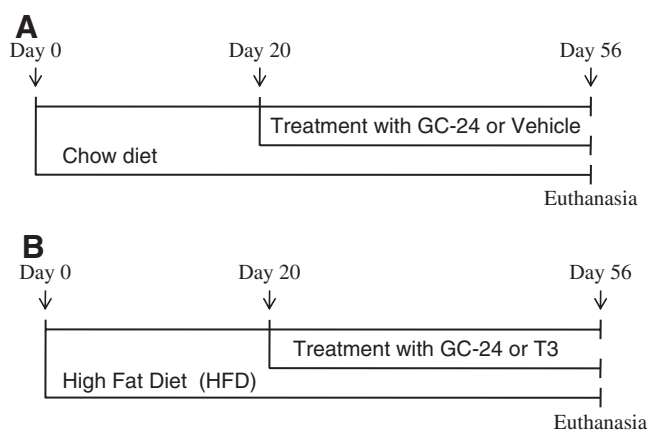 A
Day 0 Day 20 Day 56
Treatment with GC-24 or Vehicle
Chow diet
Euthanasia
B
Day 0 Day 20 Day 56
Treatment with GC-24 or T3
High Fat Diet (HFD)
Euthanasia